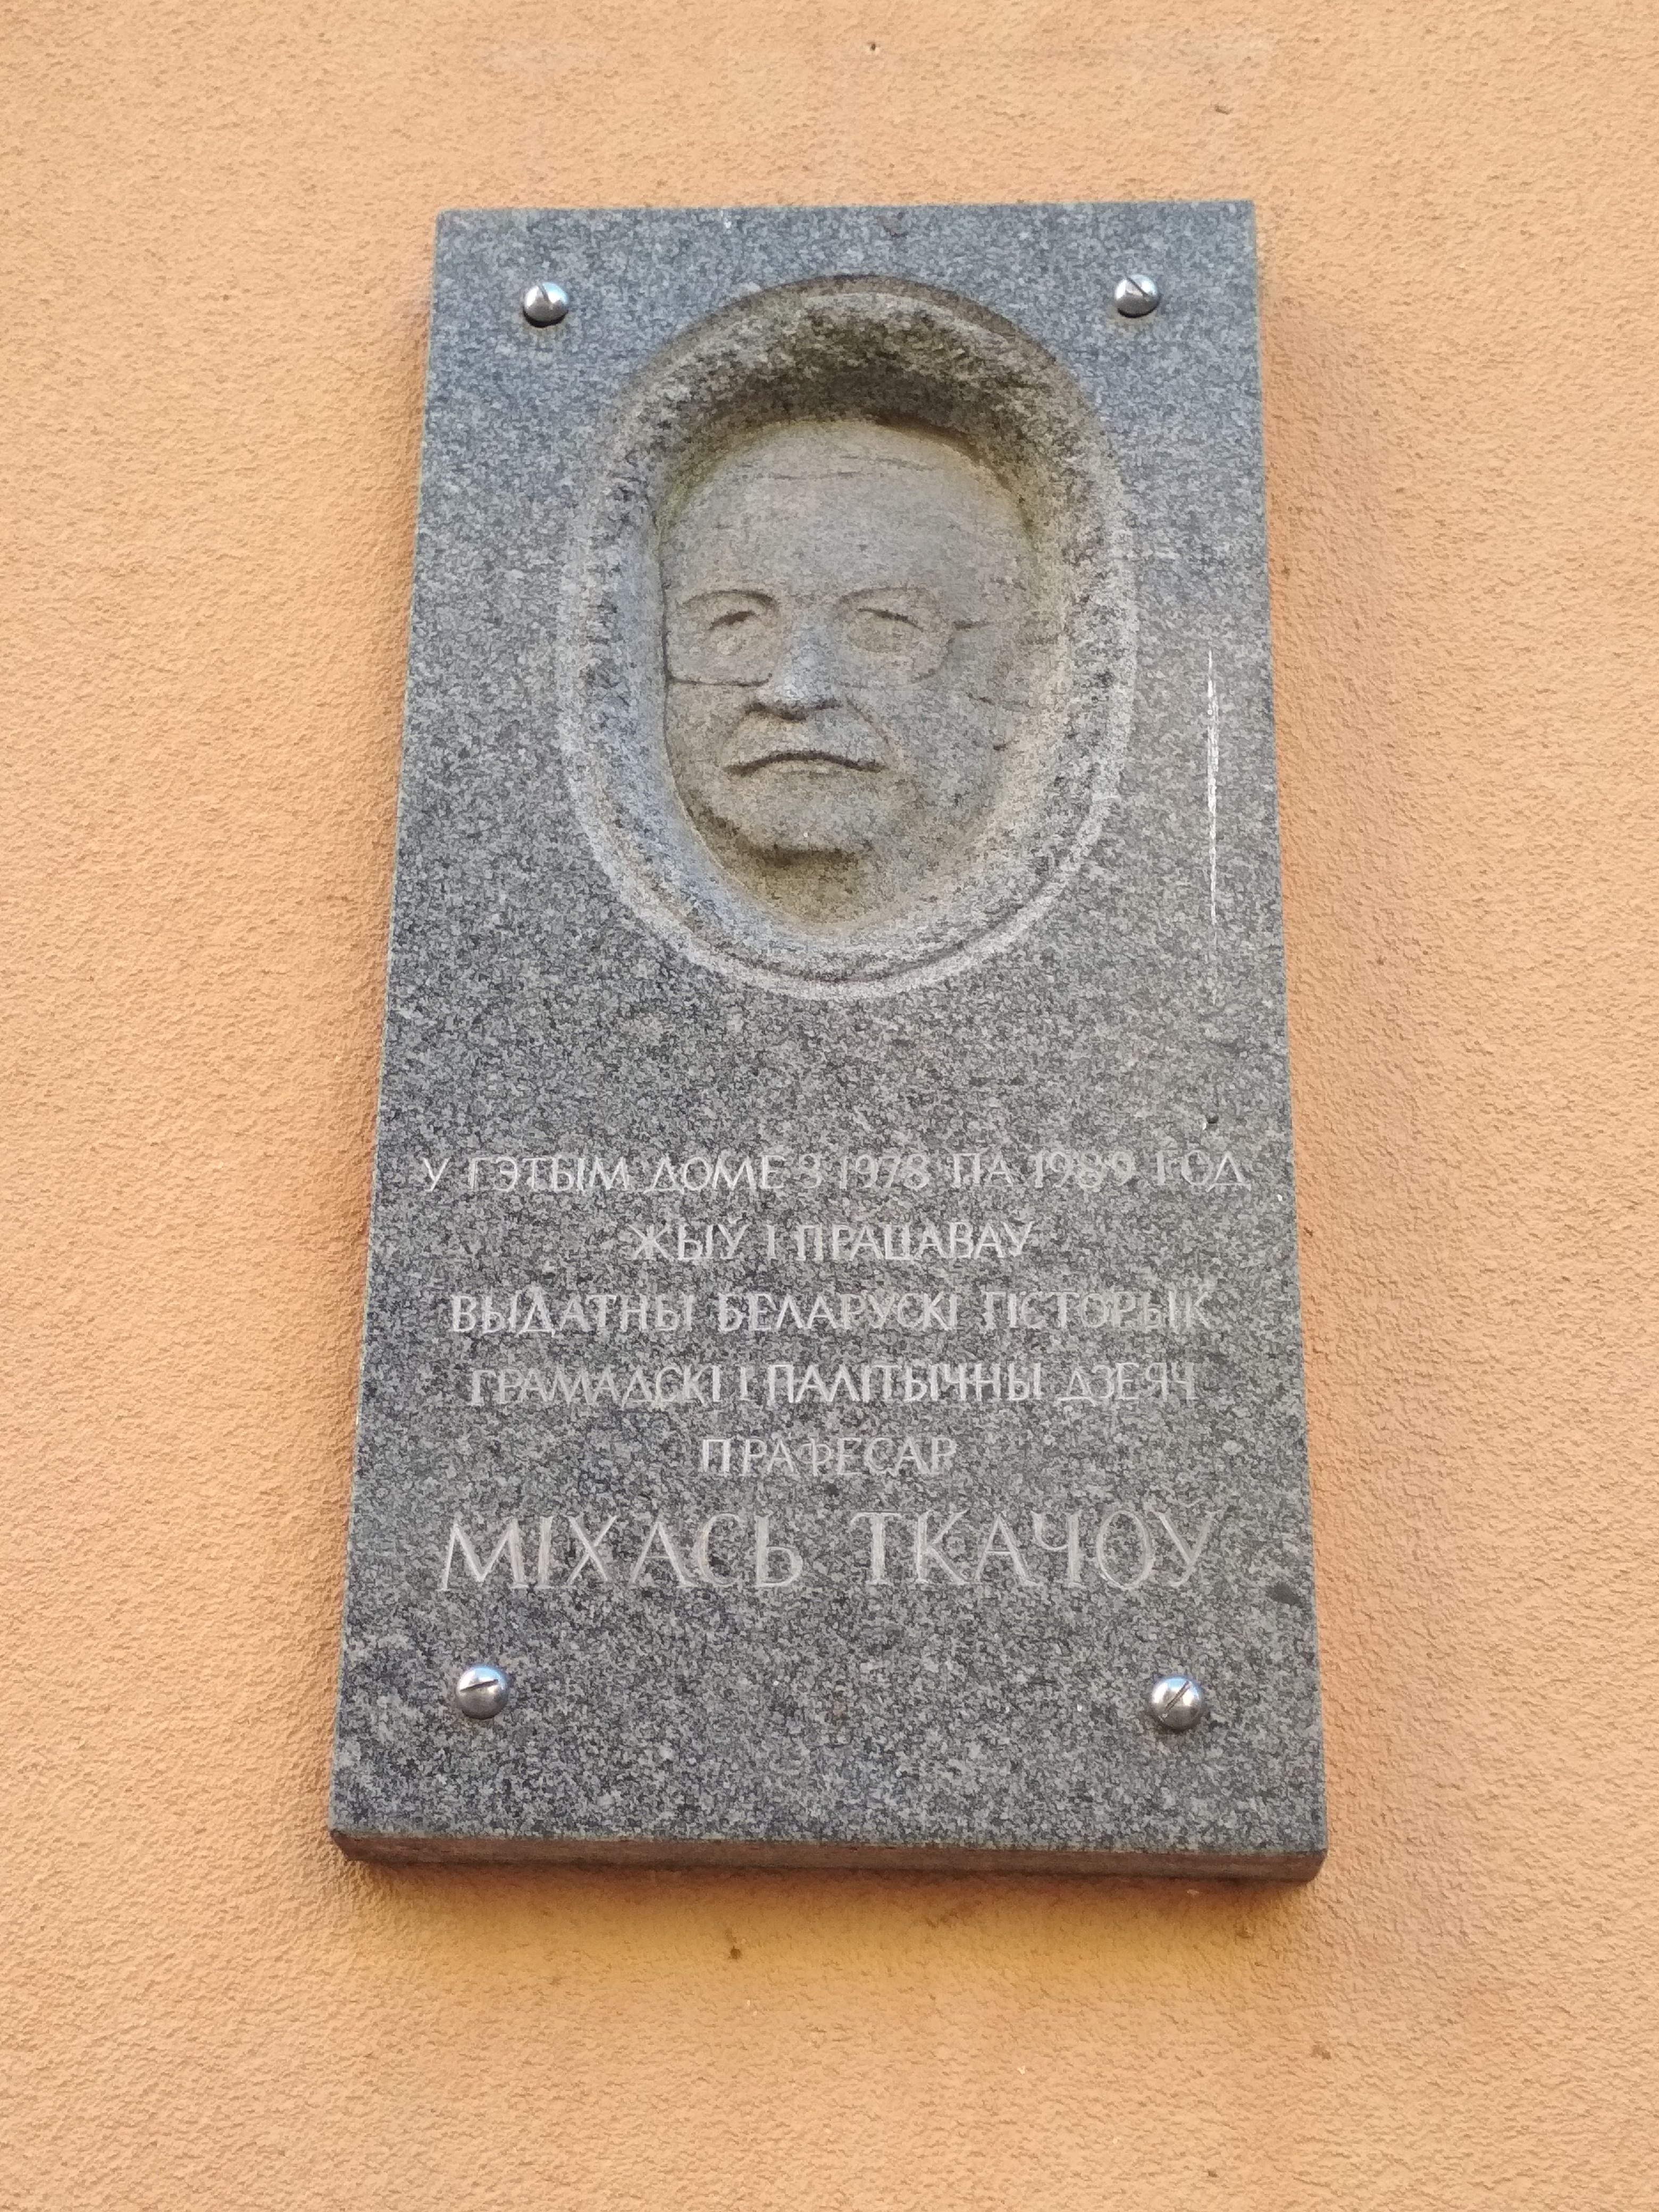 У ГЭТЫМ ДОМЕ З 1978 ПА 1989 ГОД
ЖЫЎ І ПРАЦАВАЎ
ВЫДАТНЫ БЕЛАРУСКІ ГІСТОРЫК
ГРАМАДСКІ І ПАЛІТЫЧНЫ ДЗЕЯЧ
ПРАФЕСАР
МІХАСЬ ТКАЧОЎ